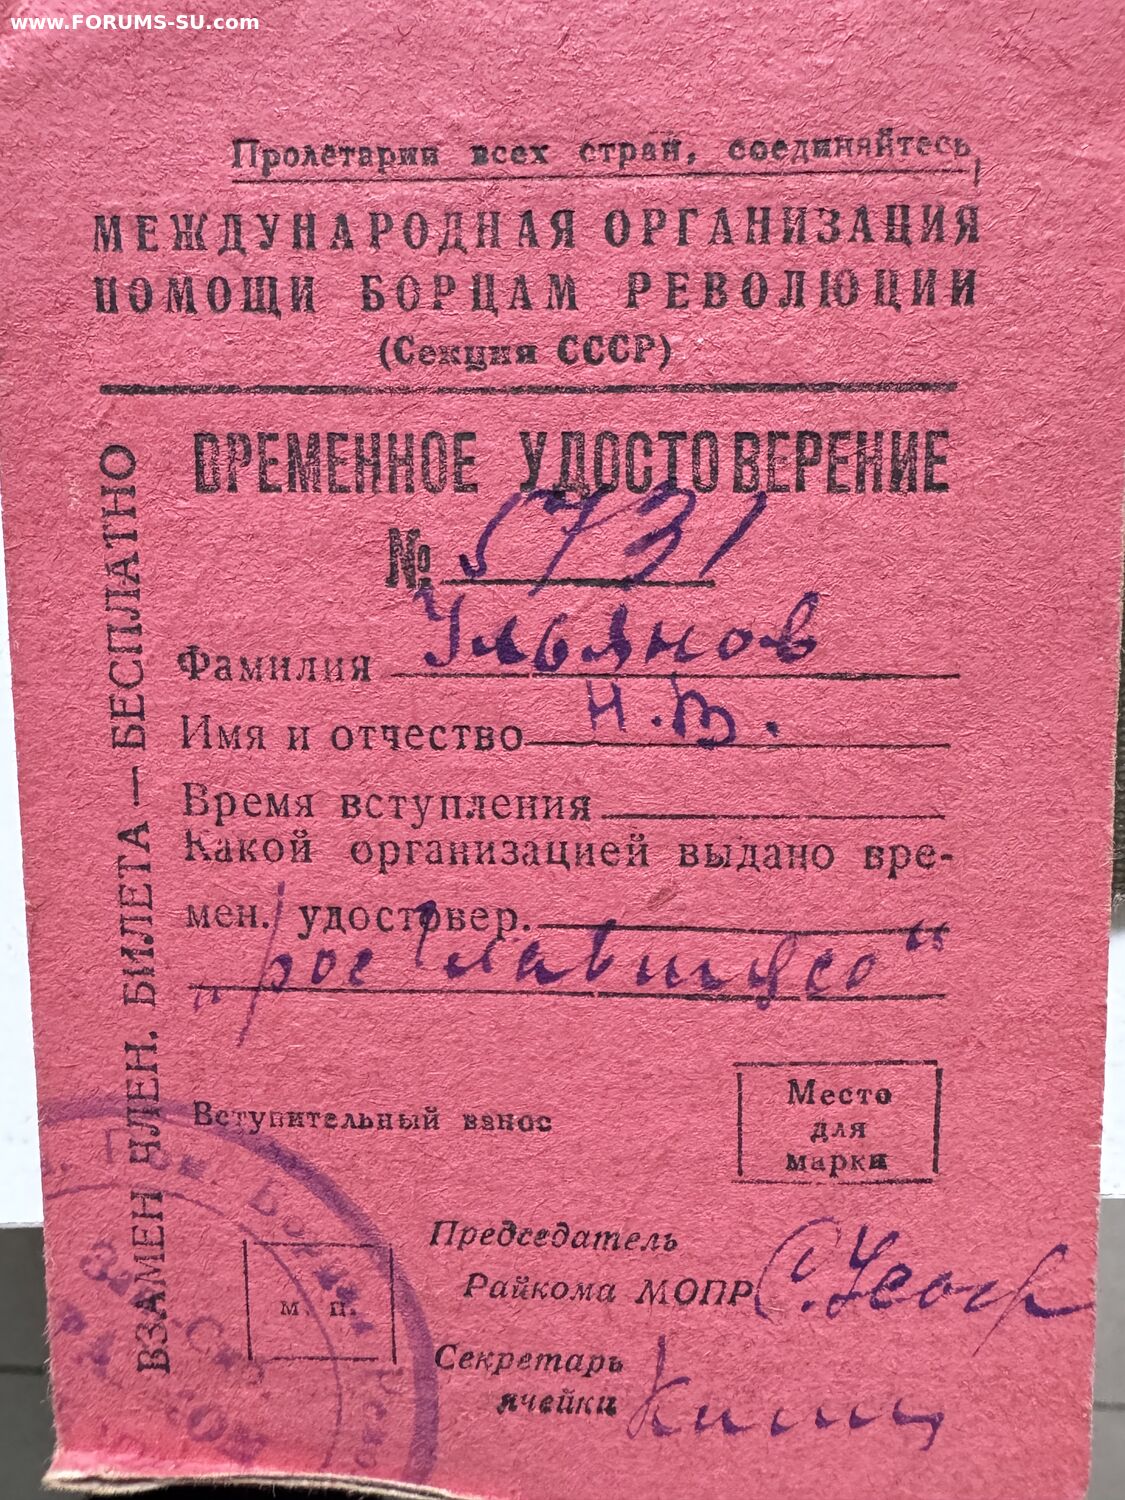 www.FORUMS-SU.com
Пролетарии всех стран, соединяйтесь,
МЕЖДУНАРОДНАЯ ОРГАНИЗАЦИЯ
ПОМОЩИ БОРЦАМ РЕВОЛЮЦИИ
(Секция СССР)
ВРЕМЕННОЕ УДОСТОВЕРЕНИЕ
№ 5731
Фамилия Ульянов
Имя и отчество Н. В.
Время вступления
Какой организацией выдано вре-
мен. удостовер.
ВЗАМЕН ЧЛЕН. БИЛЕТА — БЕСПЛАТНО
Вступительный взнос
Место
для
марки
м. п.
Председатель
Райкома МОПР
Секретарь
ячейки